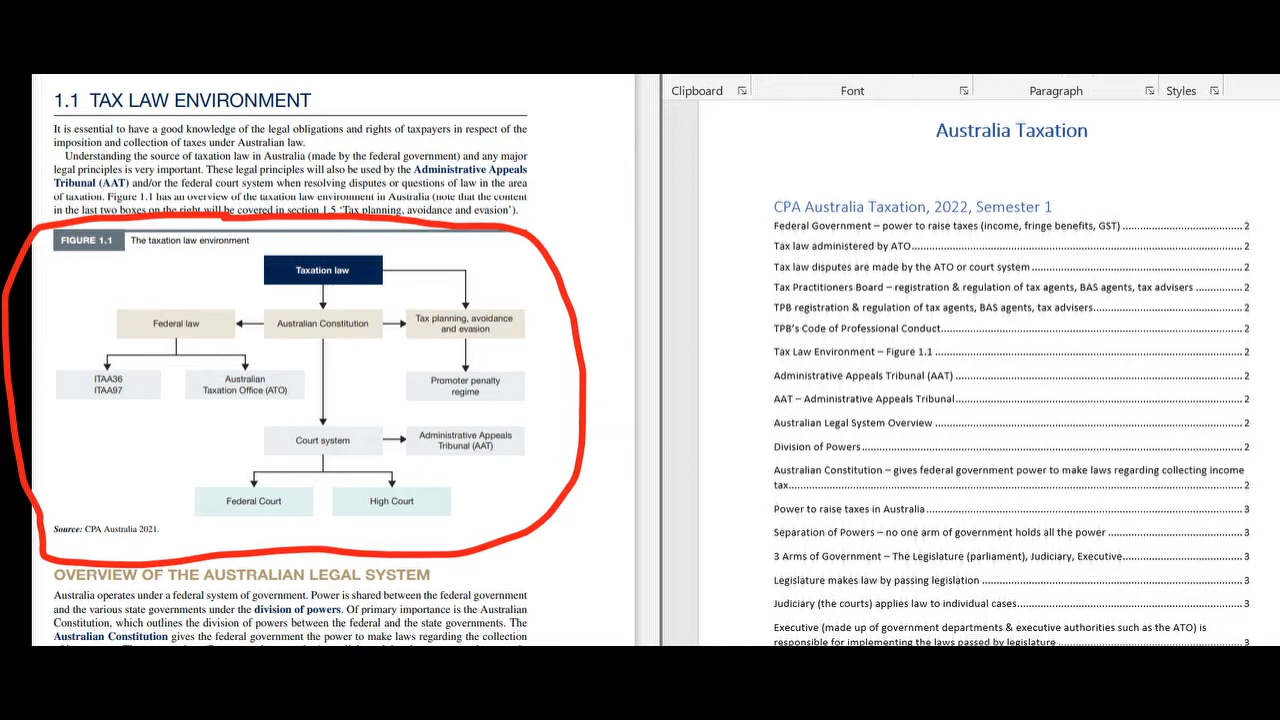 1.1 TAX LAW ENVIRONMENT
It is essential to have a good knowledge of the legal obligations and rights of taxpayers in respect of the
imposition and collection of taxes under Australian law.
Understanding the source of taxation law in Australia (made by the federal government) and any major
legal principles is very important. These legal principles will also be used by the Administrative Appeals
Tribunal (AAT) and/or the federal court system when resolving disputes or questions of law in the area
of taxation. Figure 1.1 has an overview of the taxation law environment in Australia (note that the content
in the last two boxes on the right will be covered in section 1.5 ‘Tax planning, avoidance and evasion’).
FIGURE 1.1 The taxation law environment
Taxation law
Federal law
Australian Constitution
Tax planning, avoidance
and evasion
ITAA36
ITAA97
Australian
Taxation Office (ATO)
Promoter penalty
regime
Court system
Administrative Appeals
Tribunal (AAT)
Federal Court
High Court
Source: CPA Australia 2021.
OVERVIEW OF THE AUSTRALIAN LEGAL SYSTEM
Australia operates under a federal system of government. Power is shared between the federal government
and the various state governments under the division of powers. Of primary importance is the Australian
Constitution, which outlines the division of powers between the federal and the state governments. The
Australian Constitution gives the federal government the power to make laws regarding the collection
Clipboard Font Paragraph Styles
Australia Taxation
CPA Australia Taxation, 2022, Semester 1
Federal Government – power to raise taxes (income, fringe benefits, GST) 2
Tax law administered by ATO 2
Tax law disputes are made by the ATO or court system 2
Tax Practitioners Board – registration & regulation of tax agents, BAS agents, tax advisers 2
TPB registration & regulation of tax agents, BAS agents, tax advisers 2
TPB’s Code of Professional Conduct 2
Tax Law Environment – Figure 1.1 2
Administrative Appeals Tribunal (AAT) 2
AAT – Administrative Appeals Tribunal 2
Australian Legal System Overview 2
Division of Powers 2
Australian Constitution – gives federal government power to make laws regarding collecting income
tax 2
Power to raise taxes in Australia 3
Separation of Powers – no one arm of government holds all the power 3
3 Arms of Government – The Legislature (parliament), Judiciary, Executive 3
Legislature makes law by passing legislation 3
Judiciary (the courts) applies law to individual cases 3
Executive (made up of government departments & executive authorities such as the ATO) is
responsible for implementing the laws passed by legislature 3